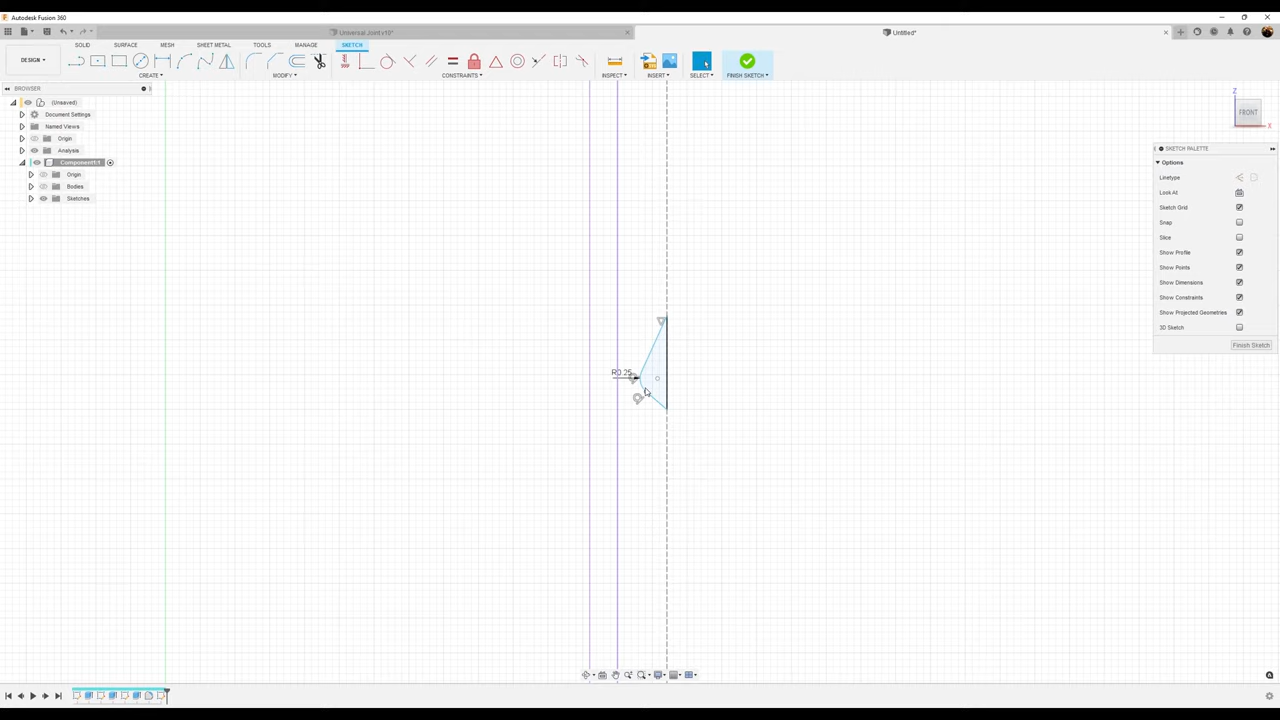 Autodesk Fusion 360
Universal Joint v10*
Untitled*
DESIGN
SOLID
SURFACE
MESH
SHEET METAL
TOOLS
MANAGE
SKETCH
CREATE
MODIFY
CONSTRAINTS
INSPECT
INSERT
SELECT
FINISH SKETCH
BROWSER
(Unsaved)
Document Settings
Named Views
Origin
Analysis
Component1:1
Origin
Bodies
Sketches
Z
FRONT
X
SKETCH PALETTE
Options
Linetype
Look At
Sketch Grid
Snap
Slice
Show Profile
Show Points
Show Dimensions
Show Constraints
Show Projected Geometries
3D Sketch
Finish Sketch
R0.25